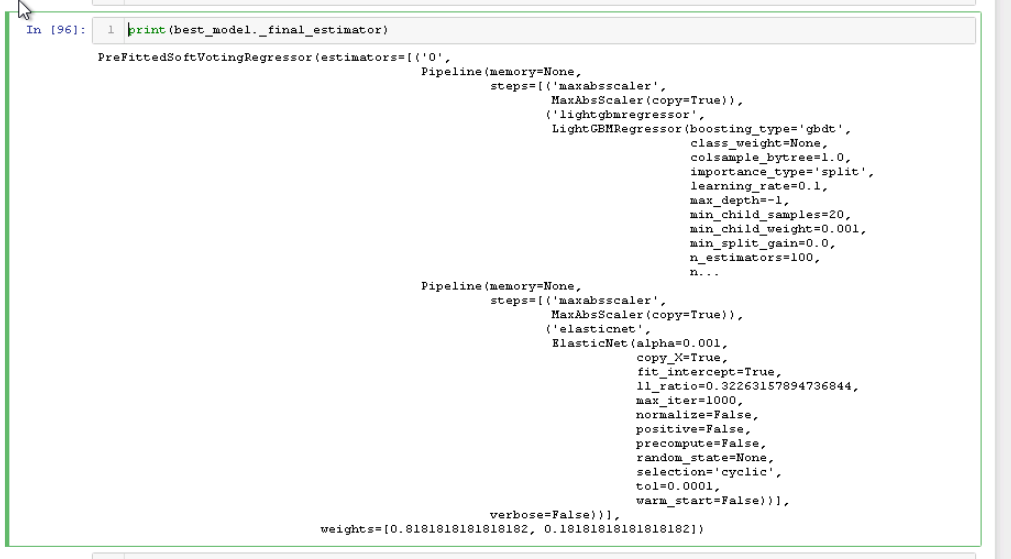 In [96]: 1 print(best_model._final_estimator)
PreFittedSoftVotingRegressor(estimators=[('0',
Pipeline(memory=None,
steps=[('maxabsscaler',
MaxAbsScaler(copy=True)),
('lightgbmregressor',
LightGBMRegressor(boosting_type='gbdt',
class_weight=None,
colsample_bytree=1.0,
importance_type='split',
learning_rate=0.1,
max_depth=-1,
min_child_samples=20,
min_child_weight=0.001,
min_split_gain=0.0,
n_estimators=100,
n...
Pipeline(memory=None,
steps=[('maxabsscaler',
MaxAbsScaler(copy=True)),
('elasticnet',
ElasticNet(alpha=0.001,
copy_X=True,
fit_intercept=True,
l1_ratio=0.32263157894736844,
max_iter=1000,
normalize=False,
positive=False,
precompute=False,
random_state=None,
selection='cyclic',
tol=0.0001,
warm_start=False))],
verbose=False))],
weights=[0.8181818181818182, 0.18181818181818182])